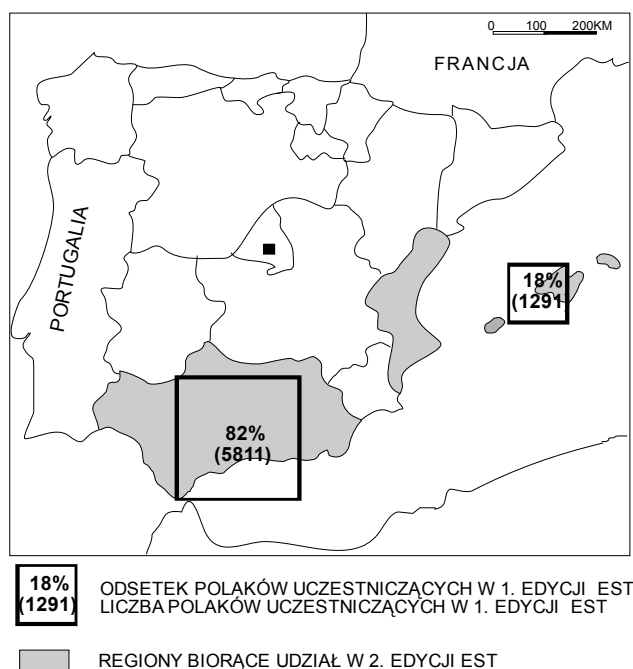 0 100 200KM
FRANCJA
PORTUGALIA
18%
(1291)
82%
(5811)
18%
(1291)
ODSETEK POLAKÓW UCZESTNICZĄCYCH W 1. EDYCJI EST
LICZBA POLAKÓW UCZESTNICZĄCYCH W 1. EDYCJI EST
REGIONY BIORĄCE UDZIAŁ W 2. EDYCJI EST